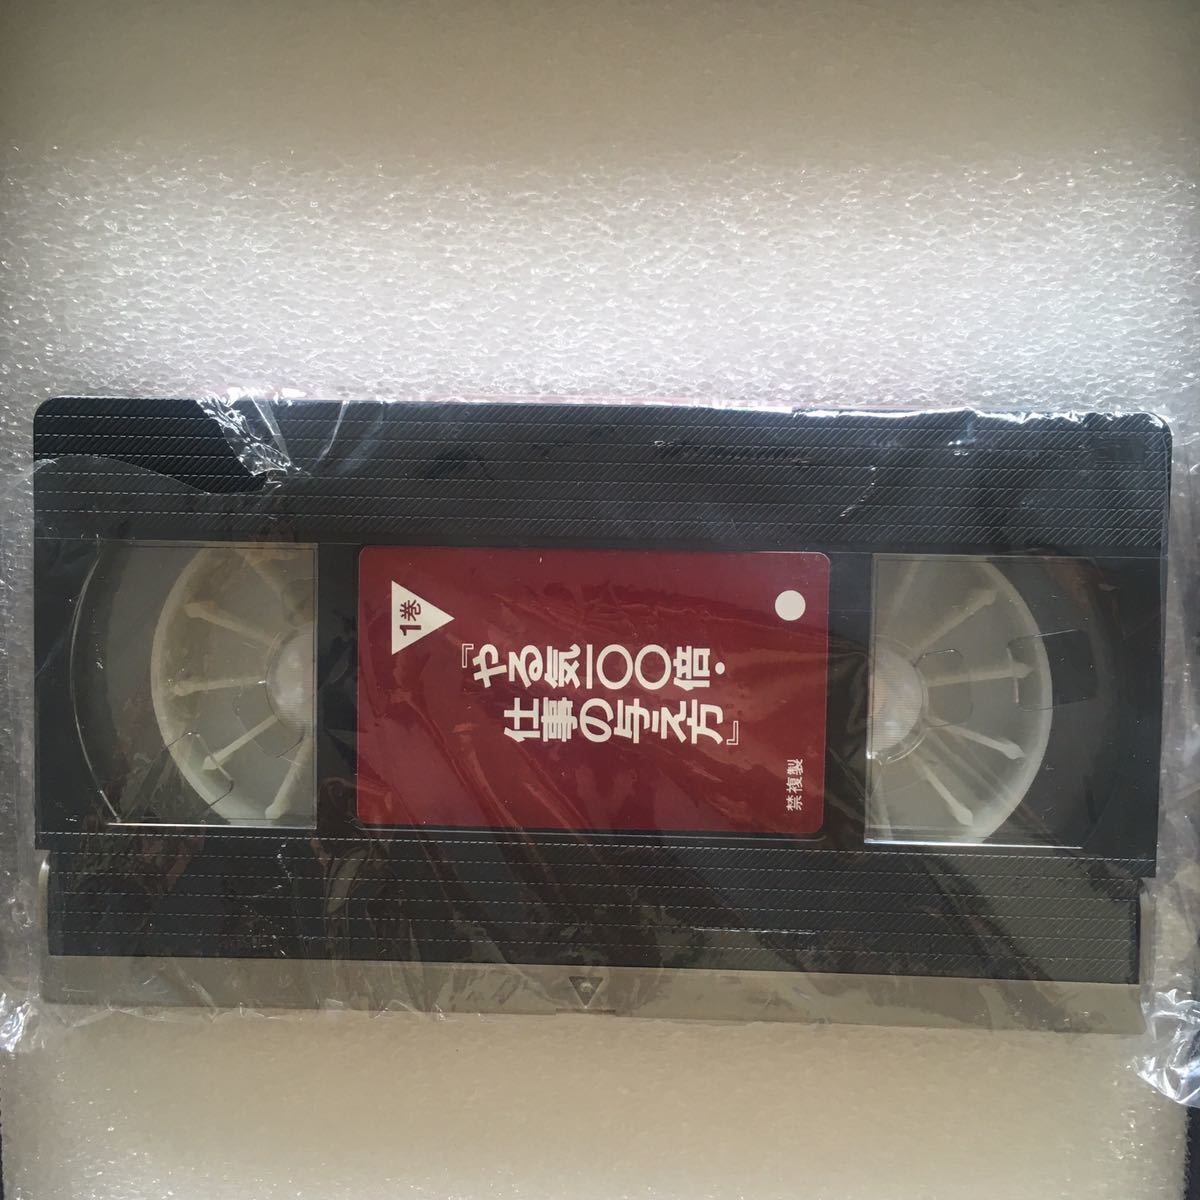 1巻
『やる気一〇〇倍・
仕事の与え方』
禁複製